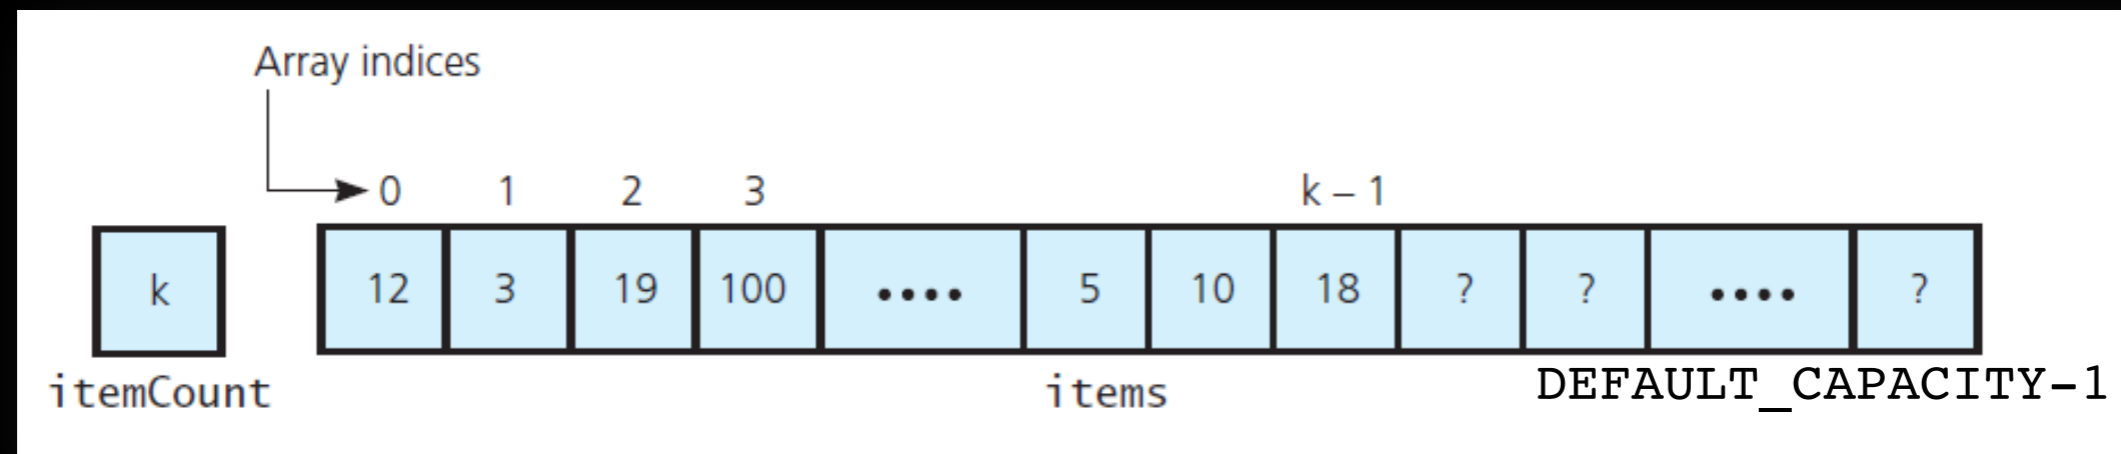 Array indices
0 1 2 3 k – 1
k 12 3 19 100 •••• 5 10 18 ? ? •••• ?
itemCount items DEFAULT_CAPACITY-1